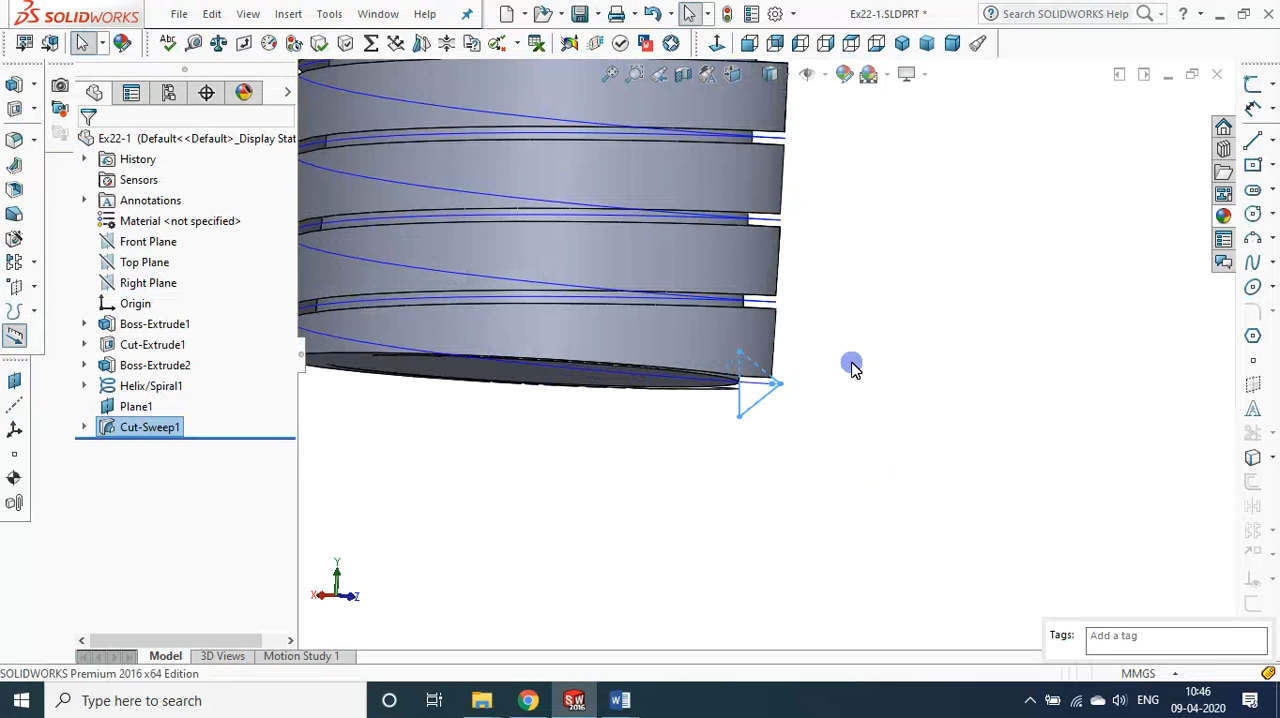 SOLIDWORKS
File Edit View Insert Tools Window Help
Ex22-1.SLDPRT *
Search SOLIDWORKS Help
?
Ex22-1 (Default<<Default>_Display Stat
History
Sensors
Annotations
Material <not specified>
Front Plane
Top Plane
Right Plane
Origin
Boss-Extrude1
Cut-Extrude1
Boss-Extrude2
Helix/Spiral1
Plane1
Cut-Sweep1
Y
X
Z
Tags: Add a tag
Model 3D Views Motion Study 1
SOLIDWORKS Premium 2016 x64 Edition
MMGS
Type here to search
SW
2016
W
ENG
10:46
09-04-2020